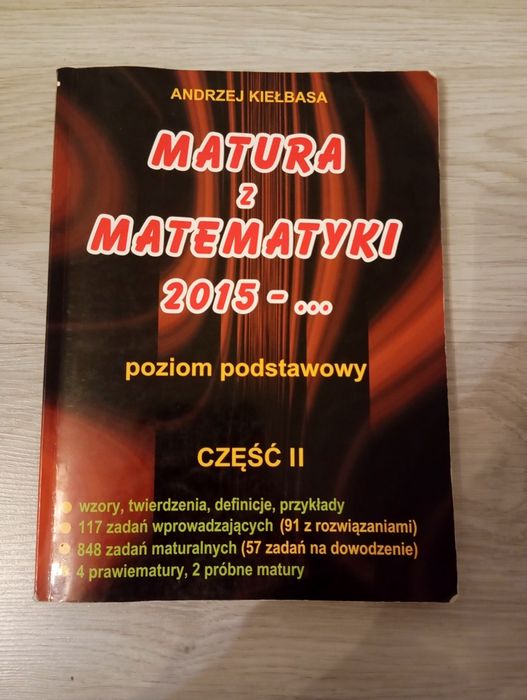 ANDRZEJ KIEŁBASA
MATURA
z
MATEMATYKI
2015 - ...
poziom podstawowy
CZĘŚĆ II
• wzory, twierdzenia, definicje, przykłady
• 117 zadań wprowadzających (91 z rozwiązaniami)
• 848 zadań maturalnych (57 zadań na dowodzenie)
• 4 prawiematury, 2 próbne matury